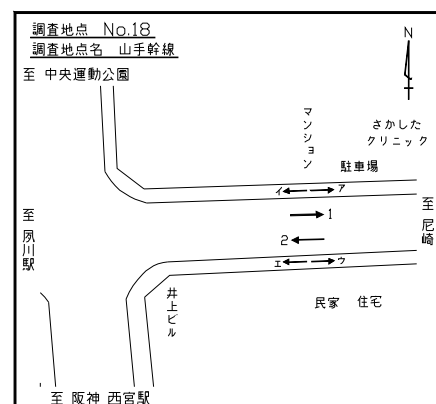 調査地点 No.18
調査地点名 山手幹線
至 中央運動公園
N
マンション
さかした
クリニック
駐車場
イ ア
1
至 尼崎
至 夙川駅
2
エ ウ
井上ビル
民家 住宅
至 阪神 西宮駅